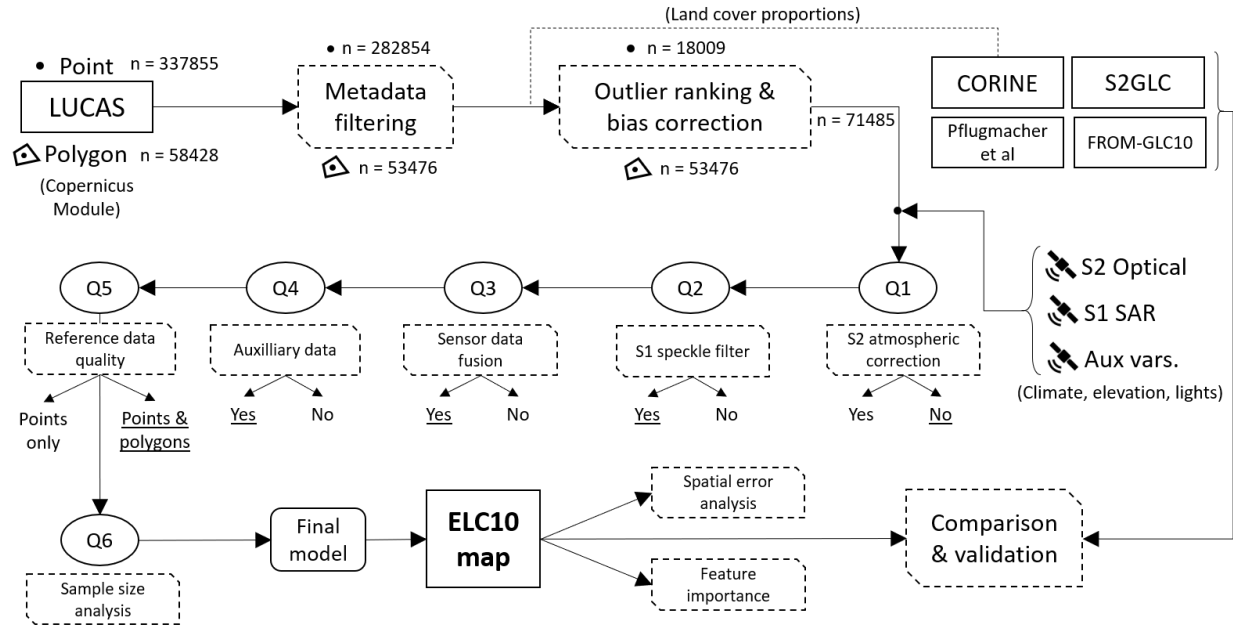 (Land cover proportions)
n = 282854
n = 18009
Point n = 337855
LUCAS
Metadata
filtering
Outlier ranking &
bias correction
CORINE
S2GLC
n = 71485
Pflugmacher
et al
FROM-GLC10
Polygon n = 58428
n = 53476
n = 53476
(Copernicus
Module)
S2 Optical
S1 SAR
Aux vars.
(Climate, elevation, lights)
Q5
Q4
Q3
Q2
Q1
Reference data
quality
Auxilliary data
Sensor data
fusion
S1 speckle filter
S2 atmospheric
correction
Points
only
Points &
polygons
Yes No
Yes No
Yes No
Yes No
Q6
Sample size
analysis
Final
model
ELC10
map
Spatial error
analysis
Feature
importance
Comparison
& validation